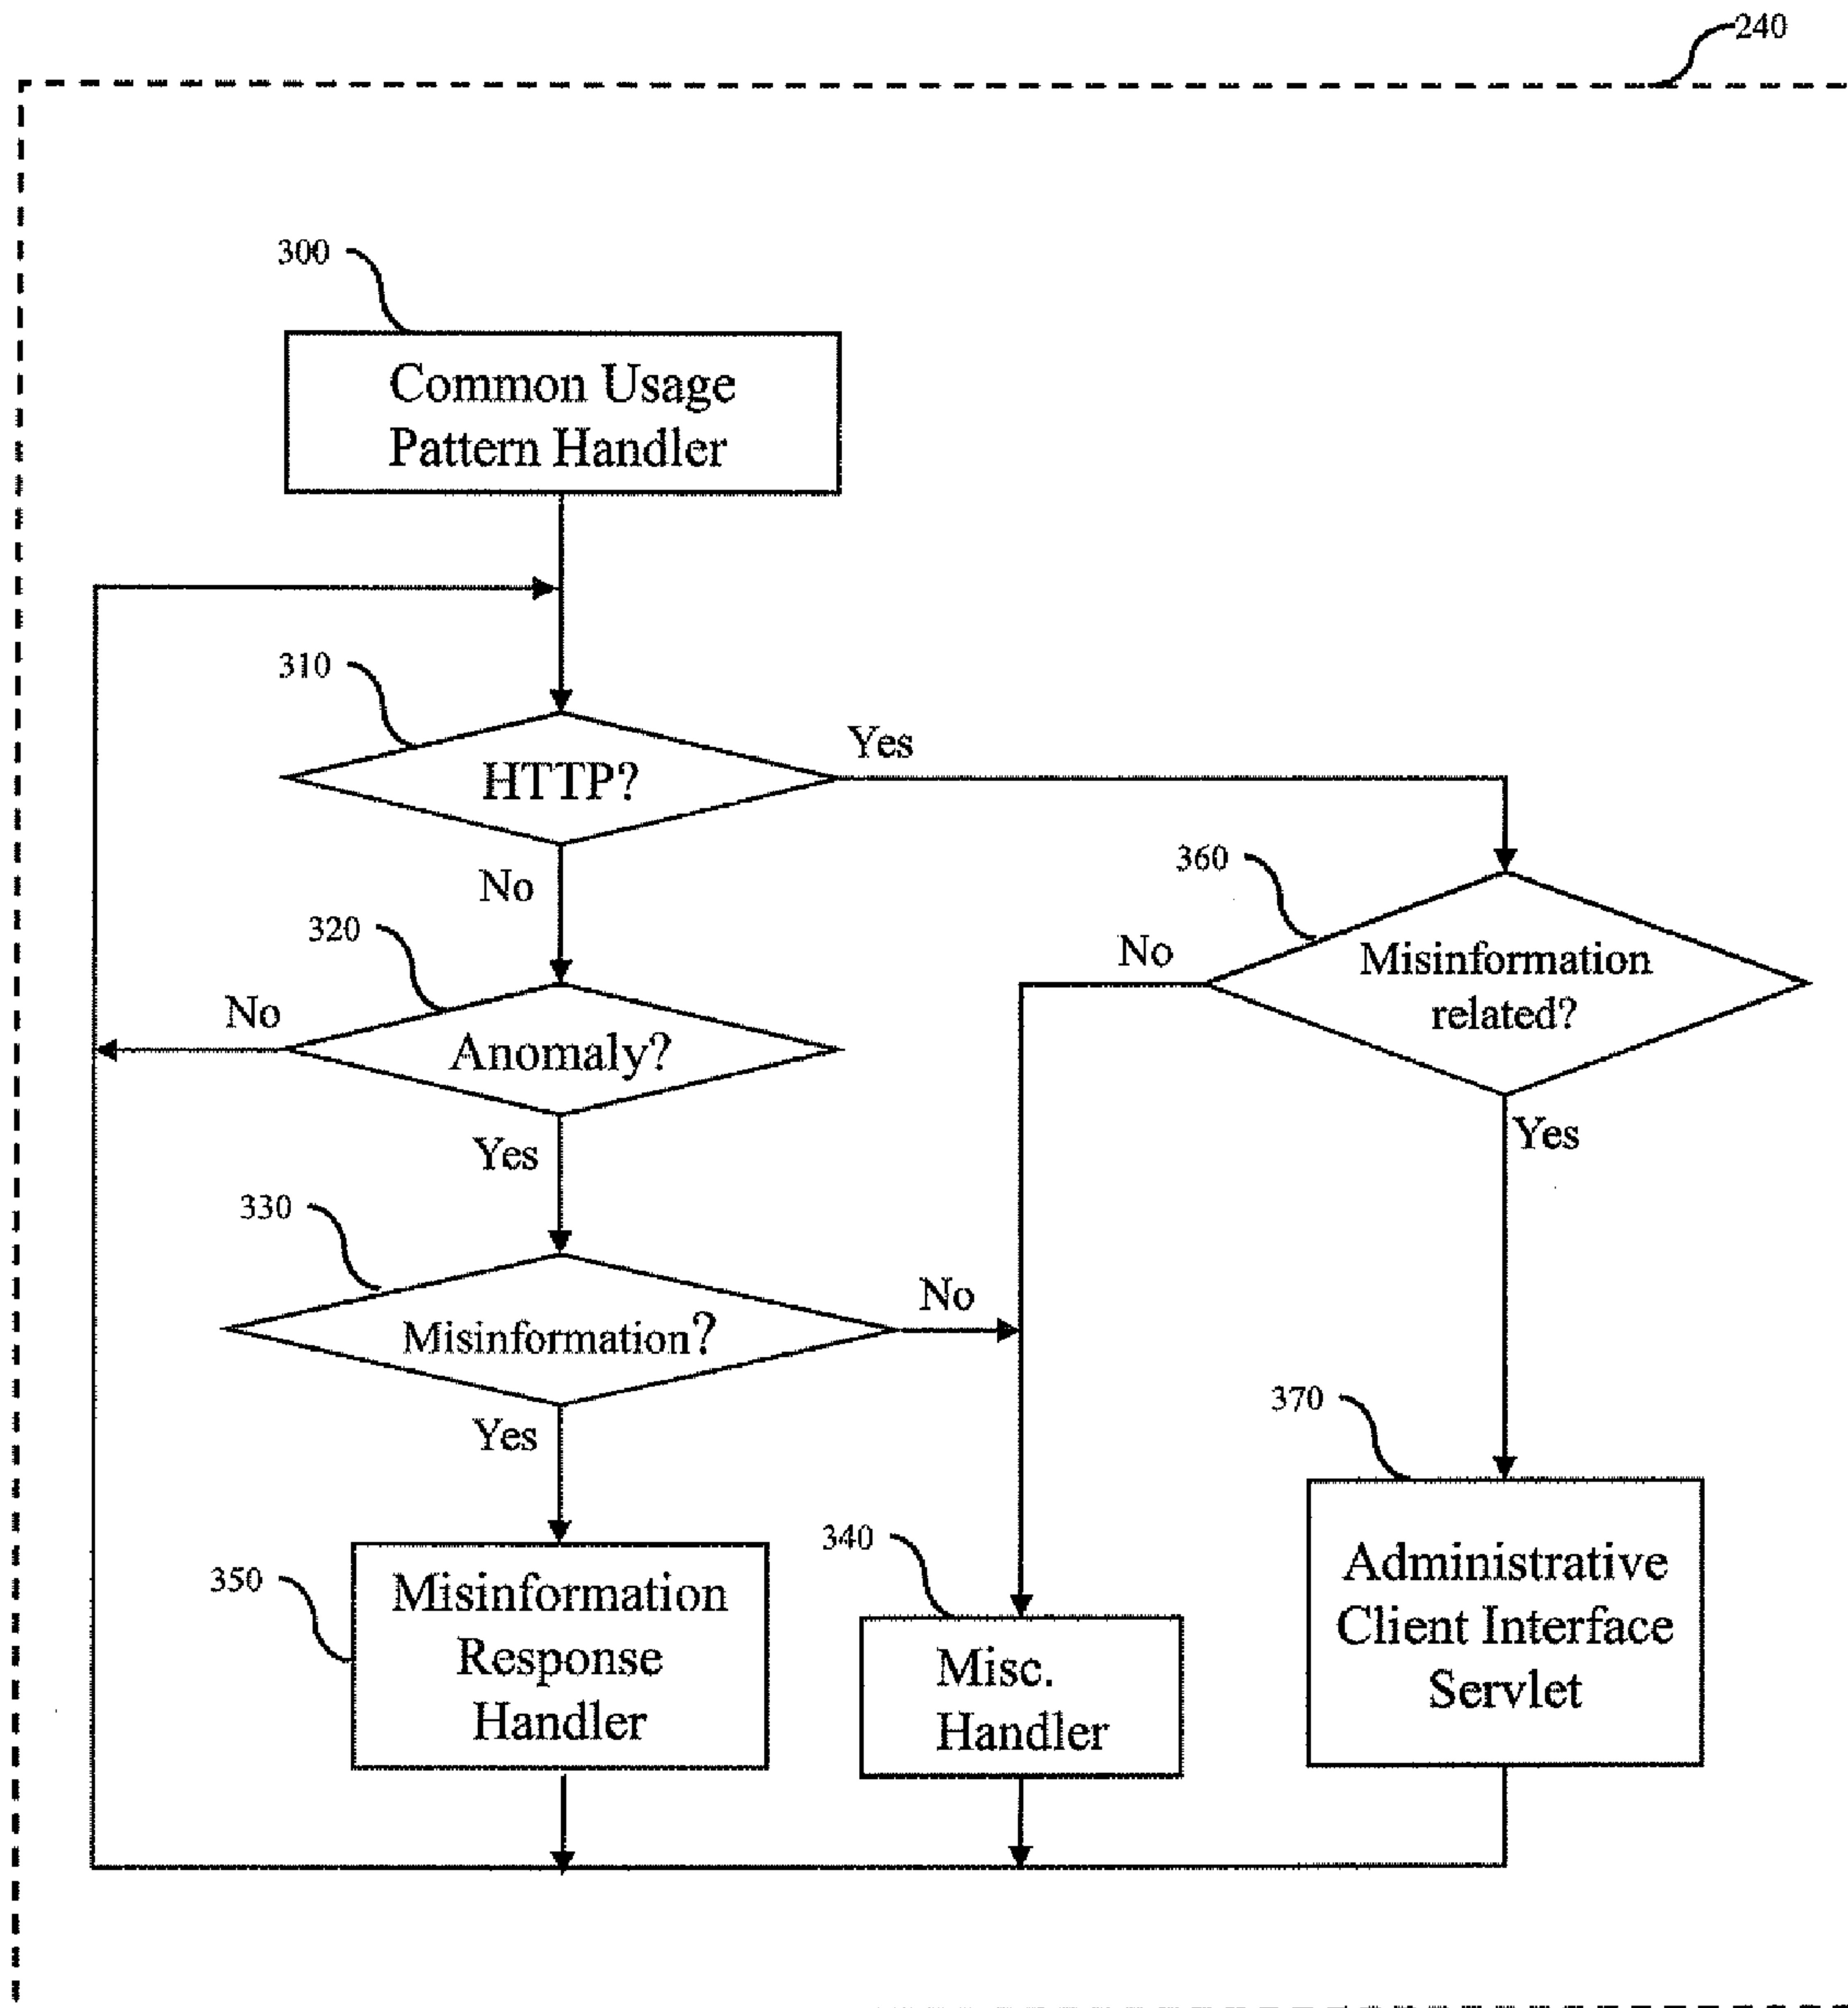 240
300
Common Usage
Pattern Handler
310
HTTP?
Yes
No
360
Misinformation
related?
No
Yes
320
Anomaly?
No
Yes
330
Misinformation?
No
Yes
350
Misinformation
Response
Handler
340
Misc.
Handler
370
Administrative
Client Interface
Servlet